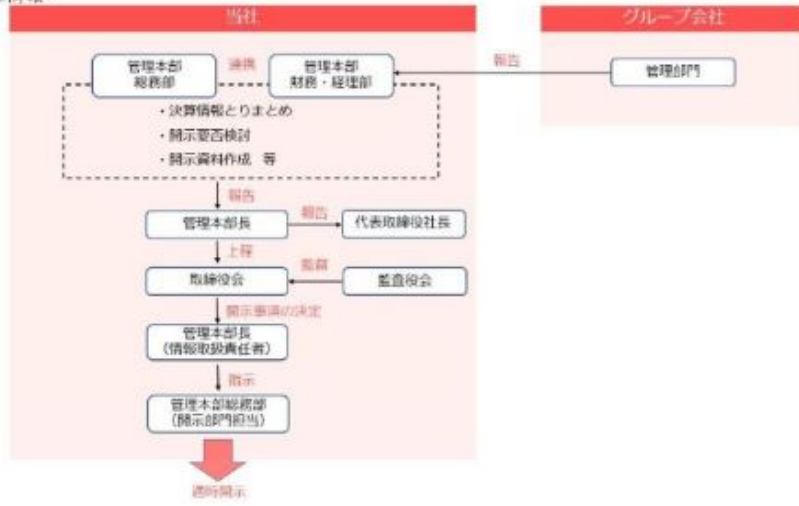 当社
グループ会社
管理本部
総務部
連携
管理本部
財務・経理部
報告
管理部門
・決算情報とりまとめ
・開示要否検討
・開示資料作成 等
報告
管理本部長
報告
代表取締役社長
上程
取締役会
監督
監査役会
開示事項の決定
管理本部長
(情報取扱責任者)
指示
管理本部総務部
(開示部門担当)
適時開示